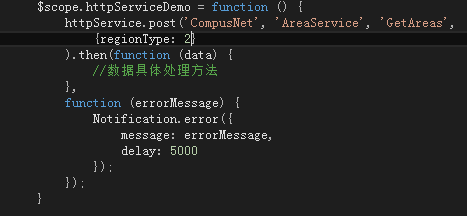 $scope.httpServiceDemo = function () {
httpService.post('CompusNet', 'AreaService', 'GetAreas',
{regionType: 2}
).then(function (data) {
//数据具体处理方法
},
function (errorMessage) {
Notification.error({
message: errorMessage,
delay: 5000
});
});
}